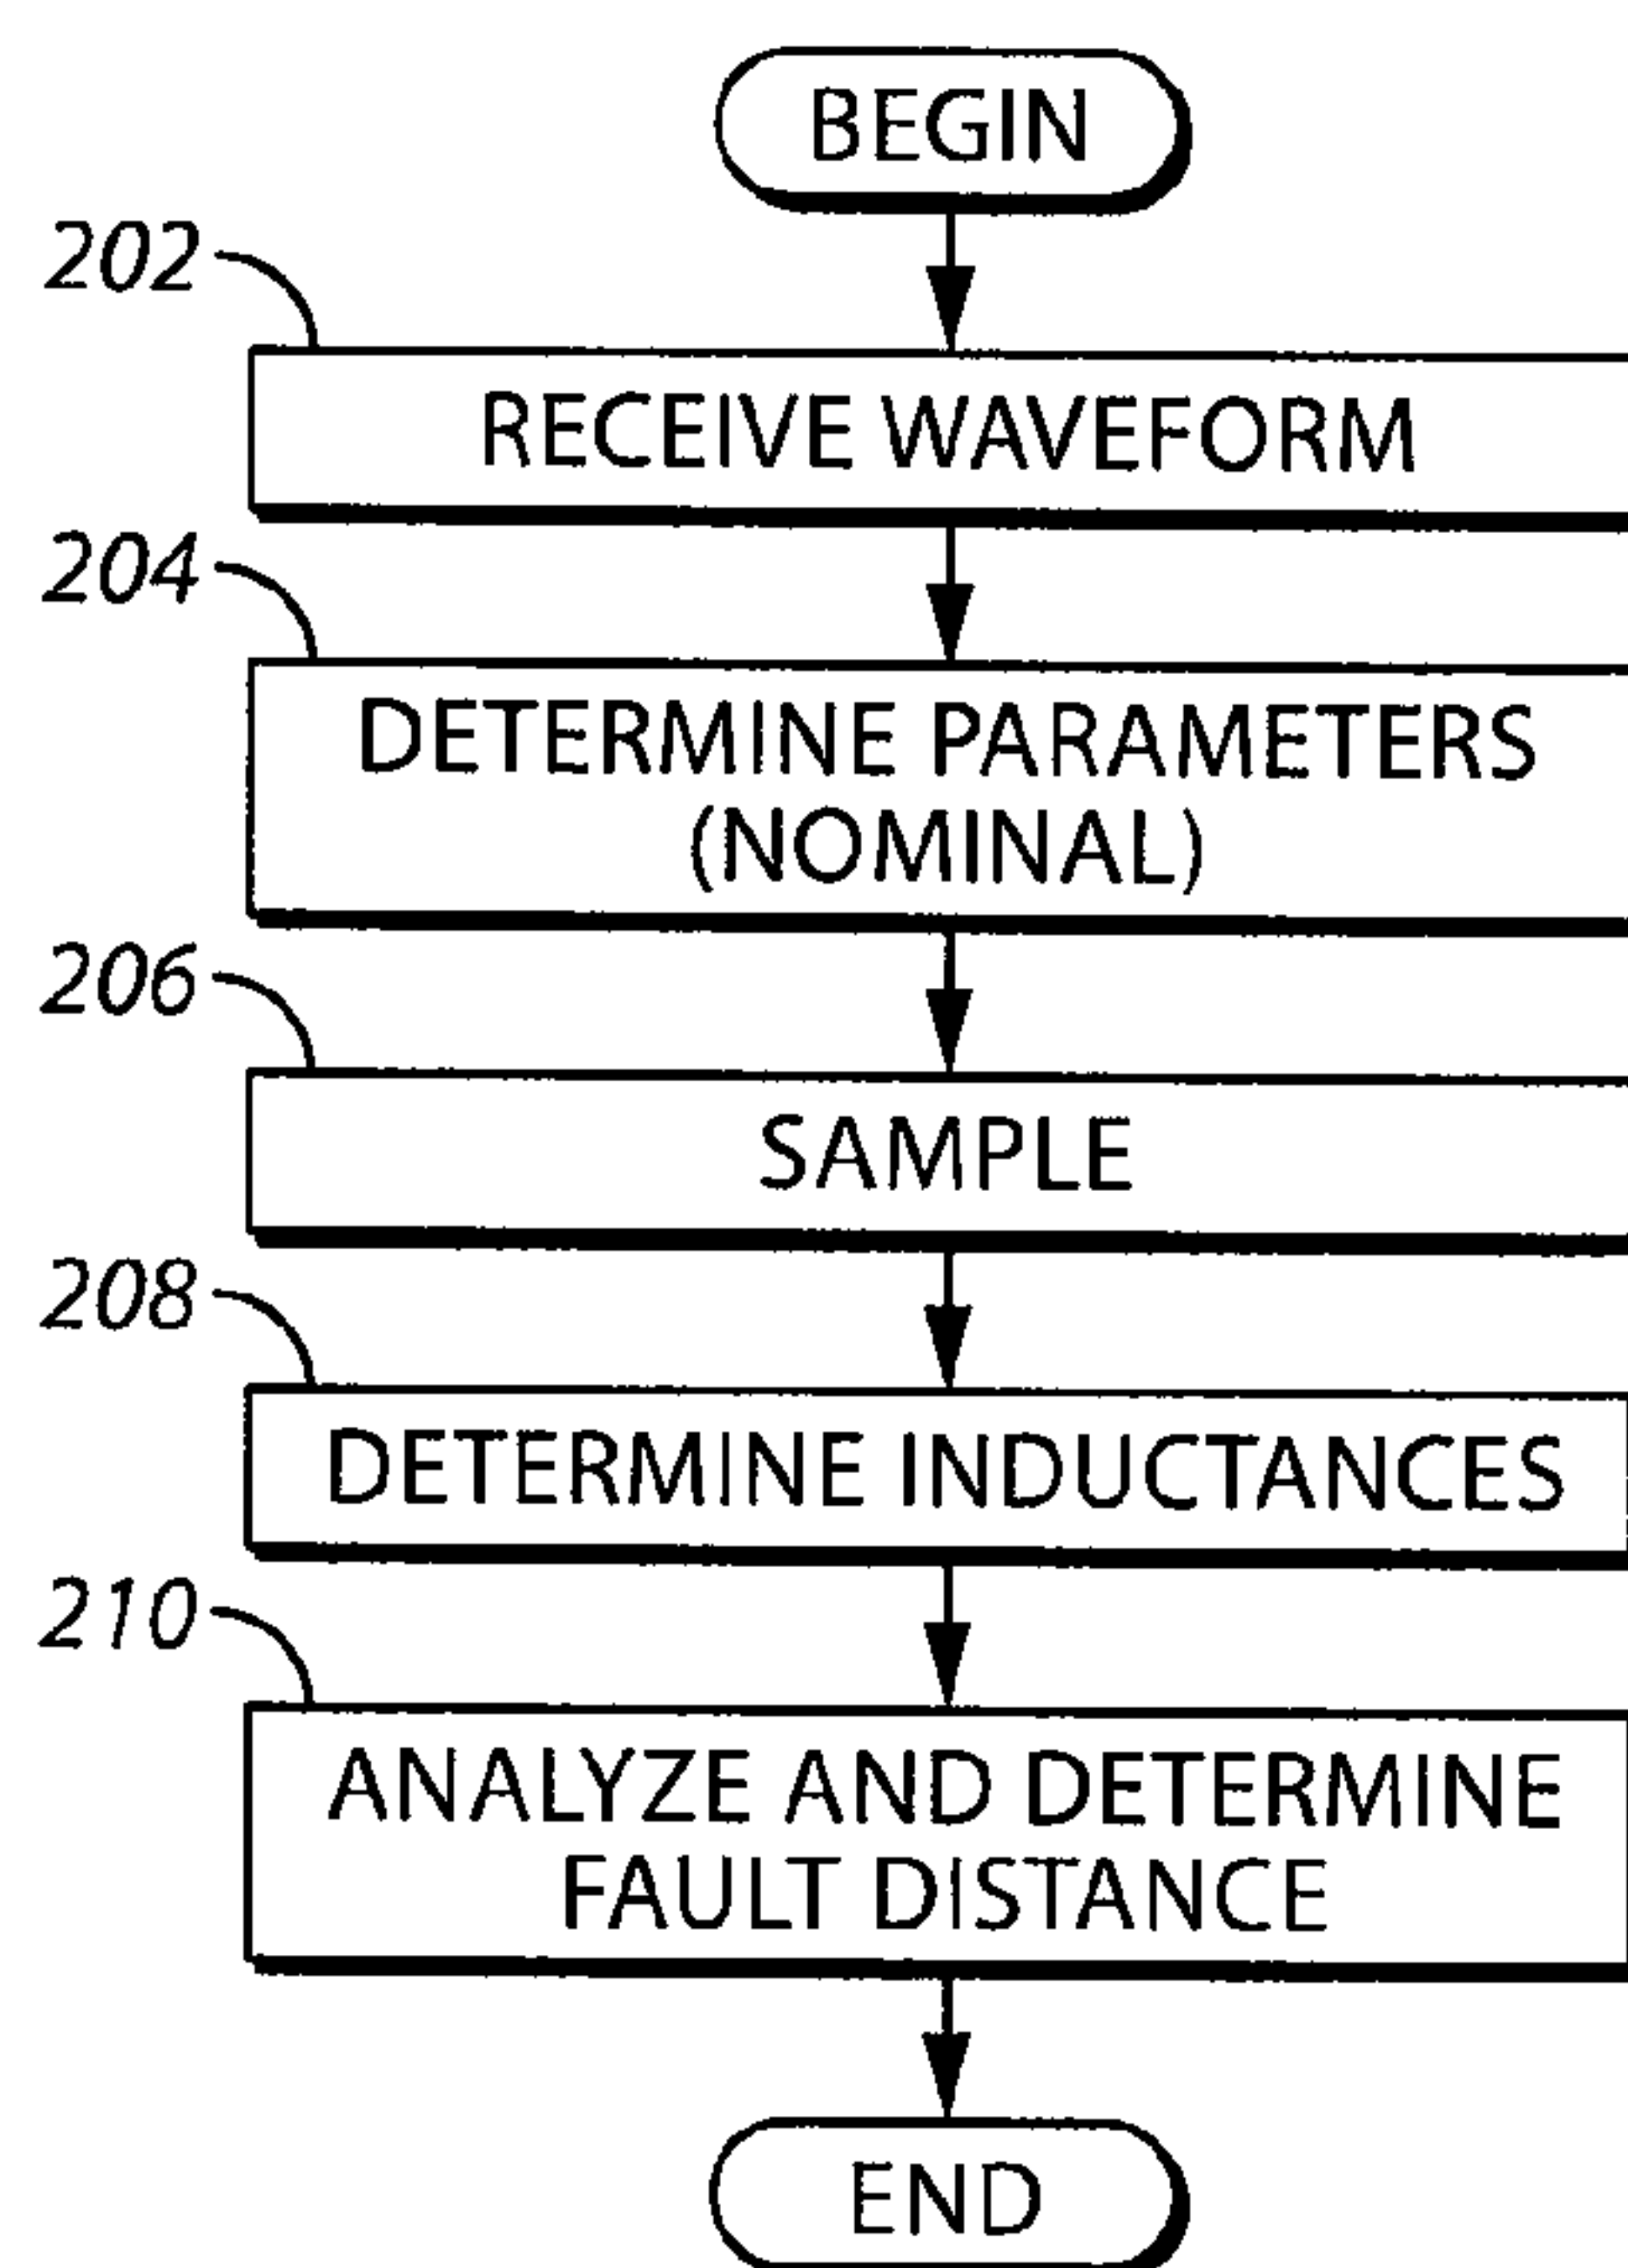 BEGIN
202
RECEIVE WAVEFORM
204
DETERMINE PARAMETERS
(NOMINAL)
206
SAMPLE
208
DETERMINE INDUCTANCES
210
ANALYZE AND DETERMINE
FAULT DISTANCE
END